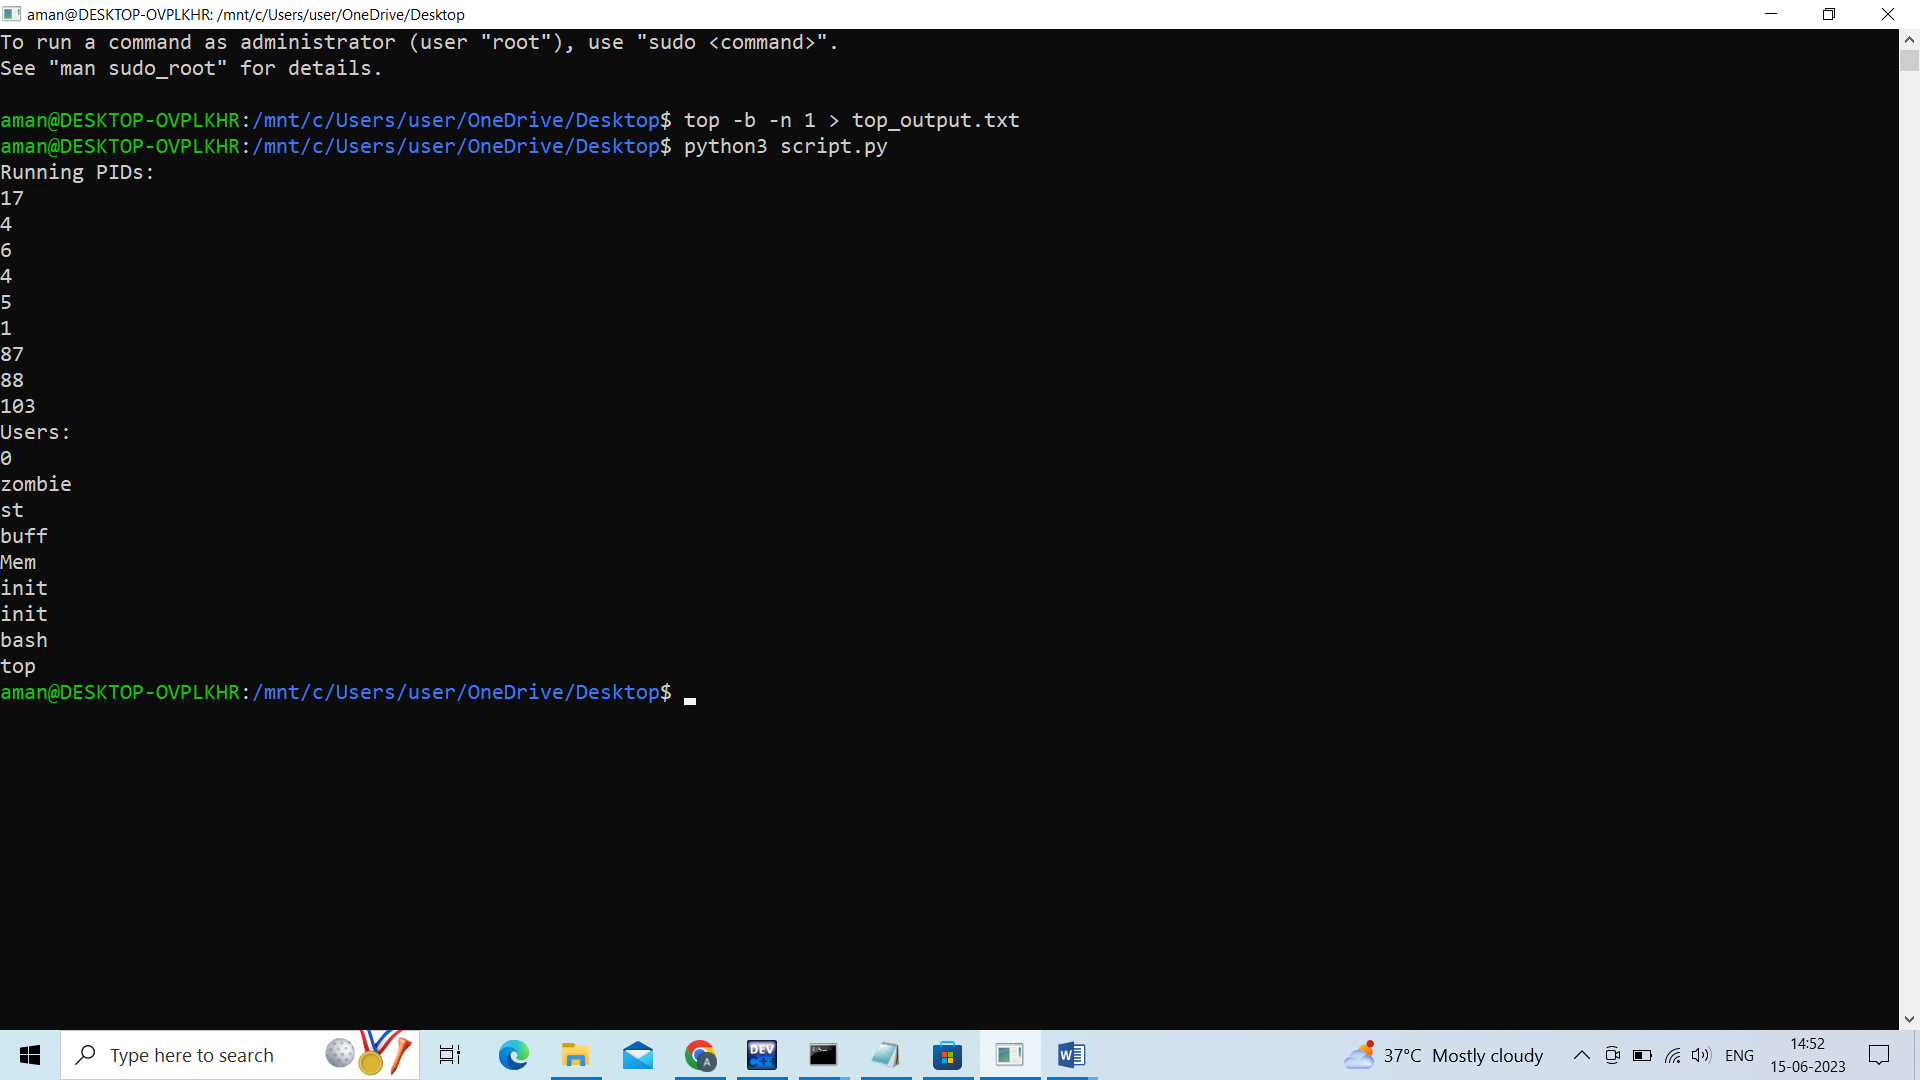 aman@DESKTOP-OVPLKHR: /mnt/c/Users/user/OneDrive/Desktop
To run a command as administrator (user "root"), use "sudo <command>".
See "man sudo_root" for details.
aman@DESKTOP-OVPLKHR:/mnt/c/Users/user/OneDrive/Desktop$ top -b -n 1 > top_output.txt
aman@DESKTOP-OVPLKHR:/mnt/c/Users/user/OneDrive/Desktop$ python3 script.py
Running PIDs:
17
4
6
4
5
1
87
88
103
Users:
0
zombie
st
buff
Mem
init
init
bash
top
aman@DESKTOP-OVPLKHR:/mnt/c/Users/user/OneDrive/Desktop$
Type here to search
A
DEV
C++
W
37°C Mostly cloudy
ENG
14:52
15-06-2023